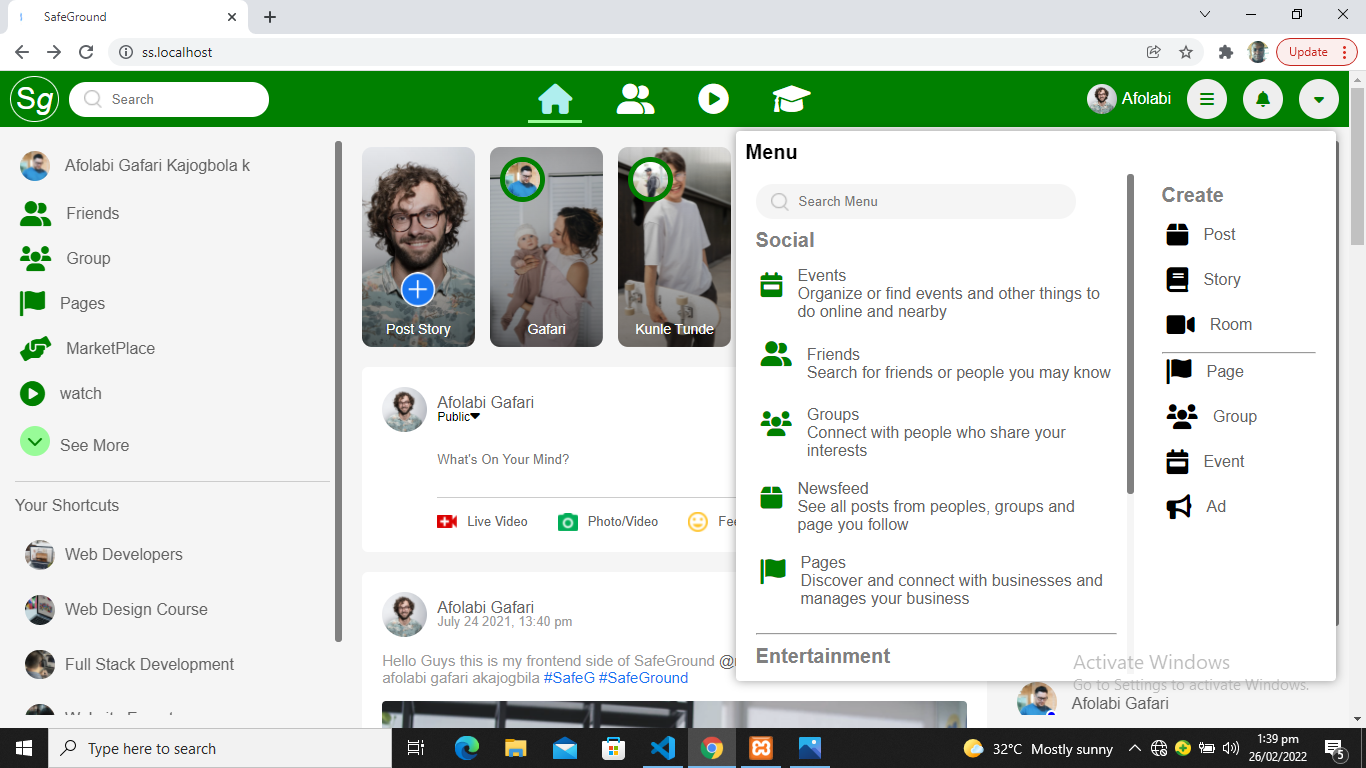 SafeGround
ss.localhost
Update
Sg
Search
Afolabi
Afolabi Gafari Kajogbola k
Friends
Group
Pages
MarketPlace
watch
See More
Your Shortcuts
Web Developers
Web Design Course
Full Stack Development
Post Story
Gafari
Kunle Tunde
Afolabi Gafari
Public
What's On Your Mind?
Live Video
Photo/Video
Afolabi Gafari
July 24 2021, 13:40 pm
Hello Guys this is my frontend side of SafeGround
afolabi gafari akajogbila #SafeG #SafeGround
Menu
Search Menu
Social
Events
Organize or find events and other things to
do online and nearby
Friends
Search for friends or people you may know
Groups
Connect with people who share your
interests
Newsfeed
See all posts from peoples, groups and
page you follow
Pages
Discover and connect with businesses and
manages your business
Entertainment
Create
Post
Story
Room
Page
Group
Event
Ad
Activate Windows
Go to Settings to activate Windows.
Afolabi Gafari
Type here to search
32°C Mostly sunny
1:39 pm
26/02/2022
5